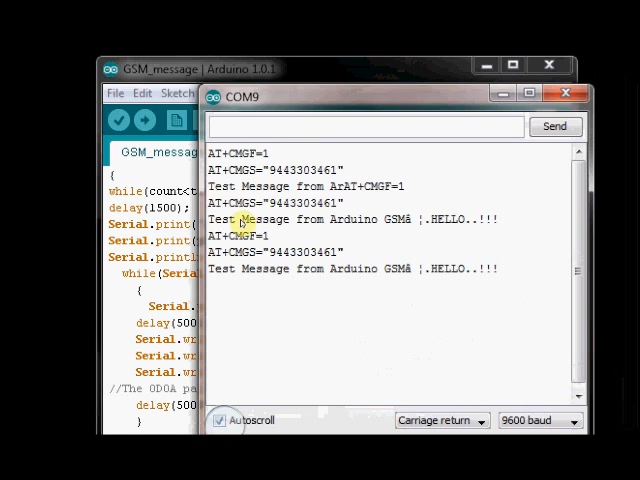 GSM_message | Arduino 1.0.1
File Edit Sketch
COM9
Send
GSM_messag
AT+CMGF=1
AT+CMGS="9443303461"
Test Message from ArAT+CMGF=1
AT+CMGS="9443303461"
Test Message from Arduino GSMâ ¦.HELLO..!!!
AT+CMGF=1
AT+CMGS="9443303461"
Test Message from Arduino GSMâ ¦.HELLO..!!!
{
while(count<t
delay(1500);
Serial.print(
Serial.print(
Serial.printl
while(Seria
{
Serial.
delay(500
Serial.wr
Serial.wr
Serial.wr
//The 0D0A pa
delay(500
}
Autoscroll
Carriage return
9600 baud